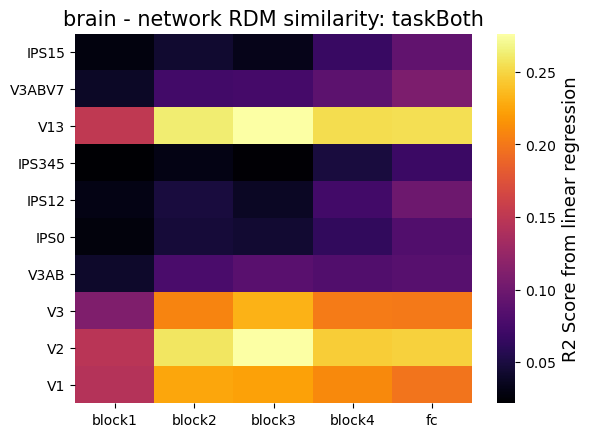 brain - network RDM similarity: taskBoth
IPS15
V3ABV7
V13
IPS345
IPS12
IPS0
V3AB
V3
V2
V1
block1 block2 block3 block4 fc
0.25
0.20
0.15
0.10
0.05
R2 Score from linear regression